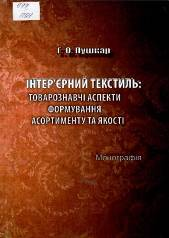 Г. О. Пушкар
ІНТЕР'ЄРНИЙ ТЕКСТИЛЬ:
ТОВАРОЗНАВЧІ АСПЕКТИ
ФОРМУВАННЯ
АСОРТИМЕНТУ ТА ЯКОСТІ
Монографія